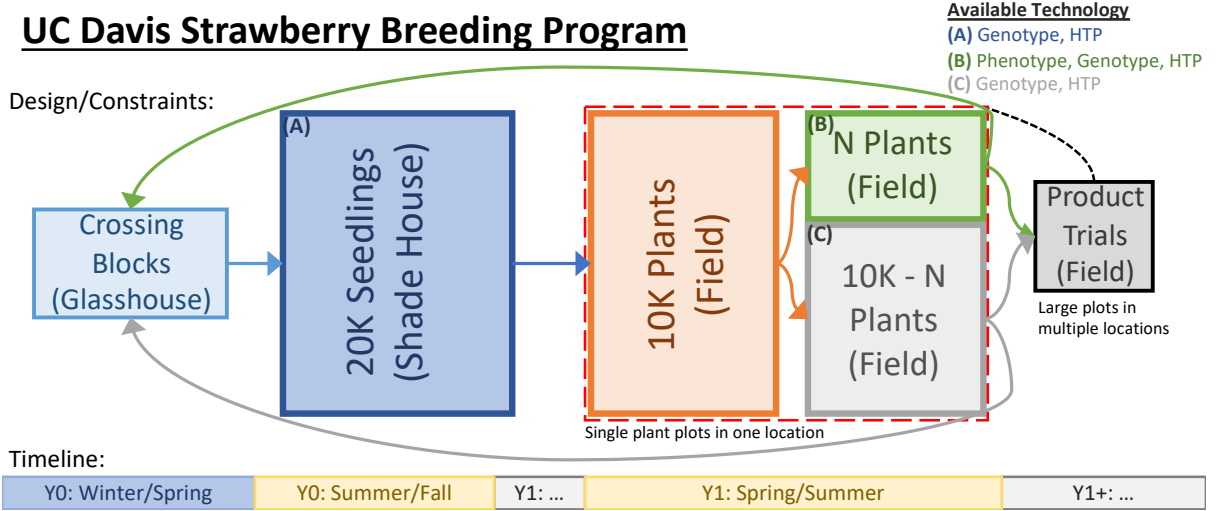 UC Davis Strawberry Breeding Program
Available Technology
(A) Genotype, HTP
(B) Phenotype, Genotype, HTP
(C) Genotype, HTP
Design/Constraints:
Crossing
Blocks
(Glasshouse)
(A)
20K Seedlings
(Shade House)
10K Plants
(Field)
(B)
N Plants
(Field)
(C)
10K - N
Plants
(Field)
Product
Trials
(Field)
Large plots in
multiple locations
Single plant plots in one location
Timeline:
Y0: Winter/Spring
Y0: Summer/Fall
Y1: ...
Y1: Spring/Summer
Y1+: ...